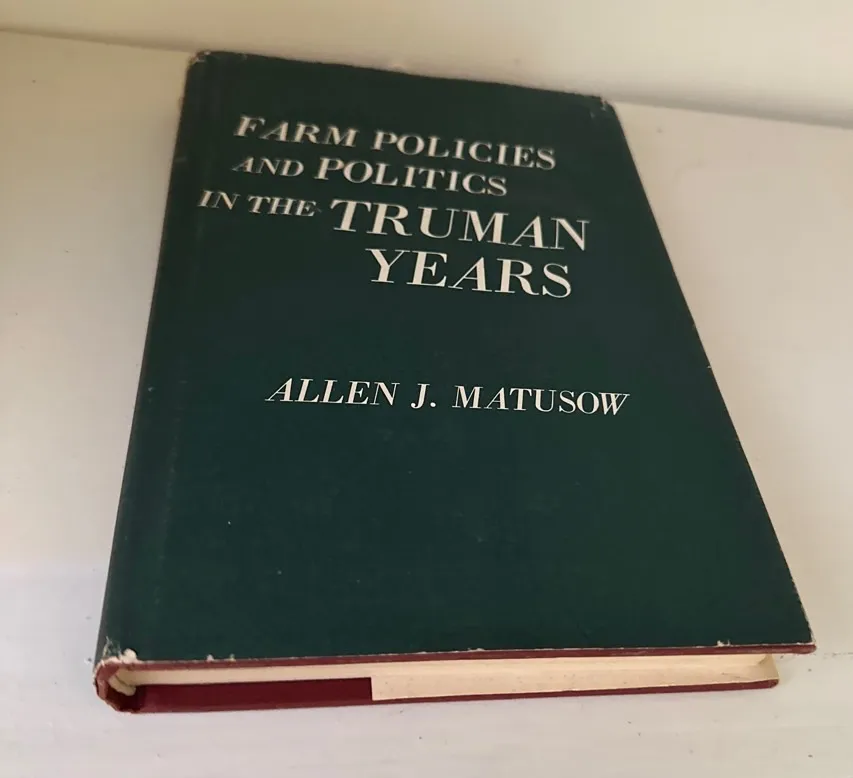 FARM POLICIES
AND POLITICS
IN THE TRUMAN
YEARS
ALLEN J. MATUSOW